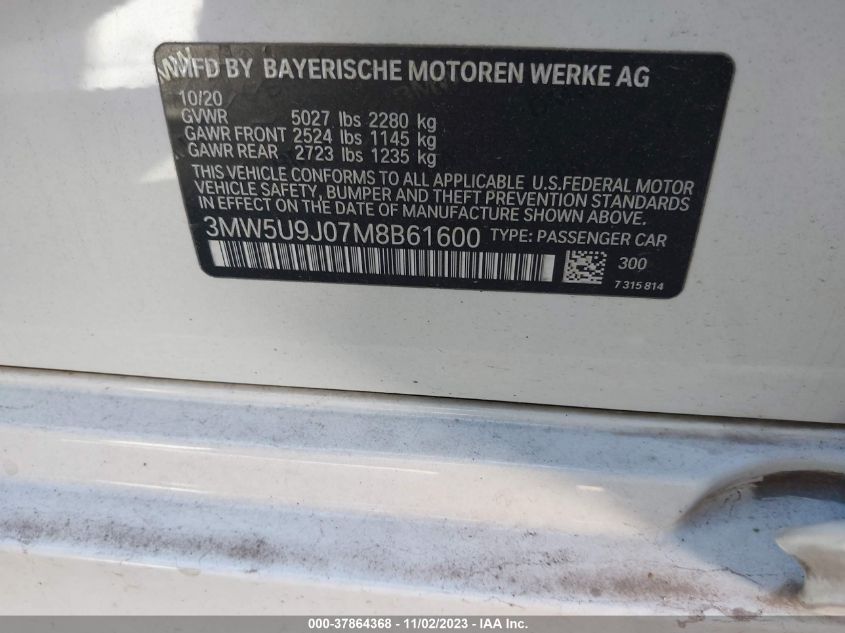 MFD BY BAYERISCHE MOTOREN WERKE AG
10/20
GVWR 5027 lbs 2280 kg
GAWR FRONT 2524 lbs 1145 kg
GAWR REAR 2723 lbs 1235 kg
THIS VEHICLE CONFORMS TO ALL APPLICABLE U.S.FEDERAL MOTOR
VEHICLE SAFETY, BUMPER AND THEFT PREVENTION STANDARDS
IN EFFECT ON THE DATE OF MANUFACTURE SHOWN ABOVE.
3MW5U9J07M8B61600 TYPE: PASSENGER CAR
300
7 315 814
000-37864368 - 11/02/2023 - IAA Inc.